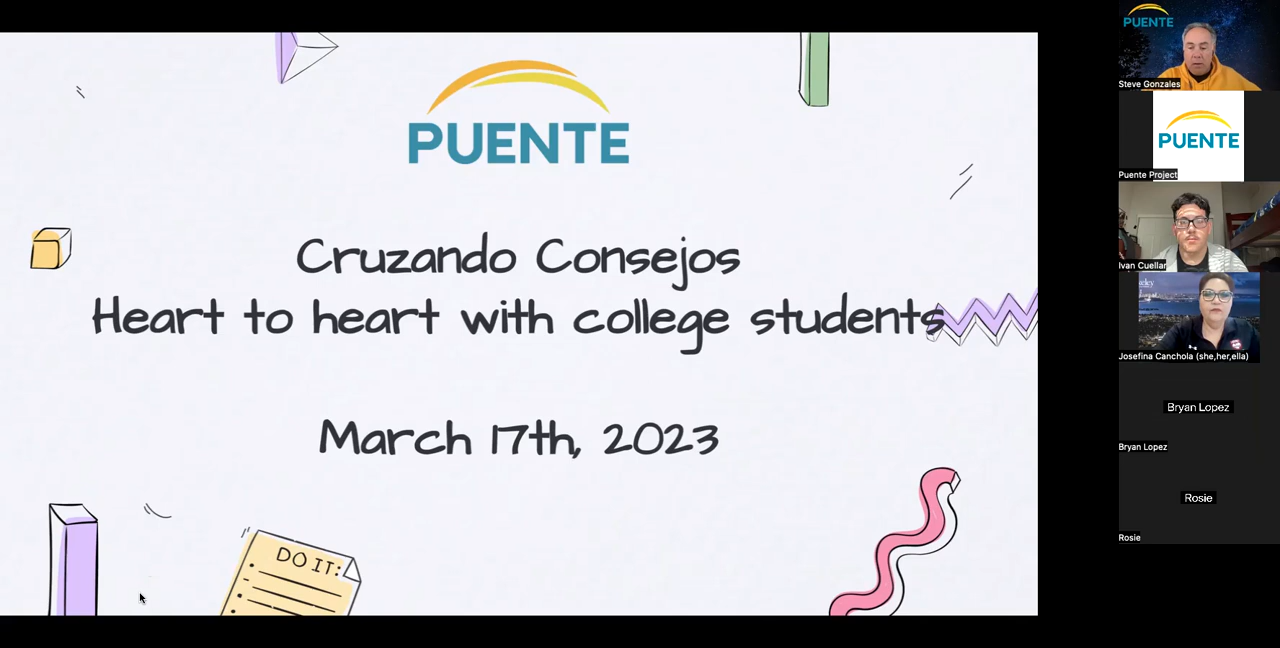 PUENTE
Cruzando Consejos
Heart to heart with college students
March 17th, 2023
DO IT:
PUENTE
Steve Gonzales
PUENTE
Puente Project
Ivan Cuellar
Josefina Canchola (she,her,ella)
Bryan Lopez
Bryan Lopez
Rosie
Rosie